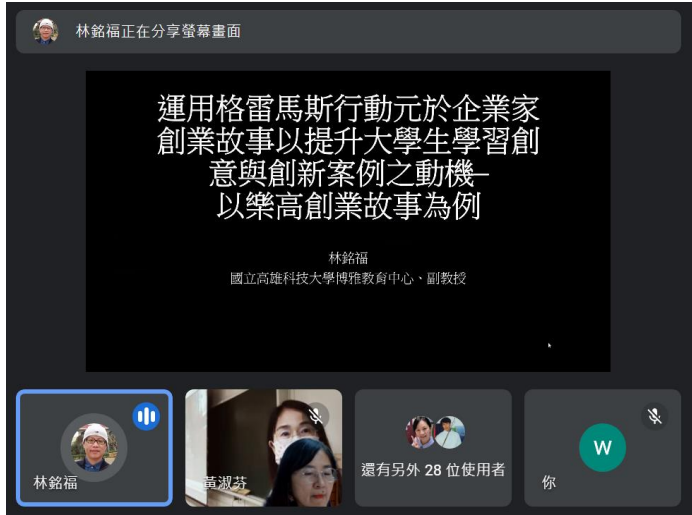 林銘福正在分享螢幕畫面
運用格雷馬斯行動元於企業家
創業故事以提升大學生學習創
意與創新案例之動機—
以樂高創業故事為例
林銘福
國立高雄科技大學博雅教育中心、副教授
林銘福
黃淑芬
還有另外 28 位使用者
W
你